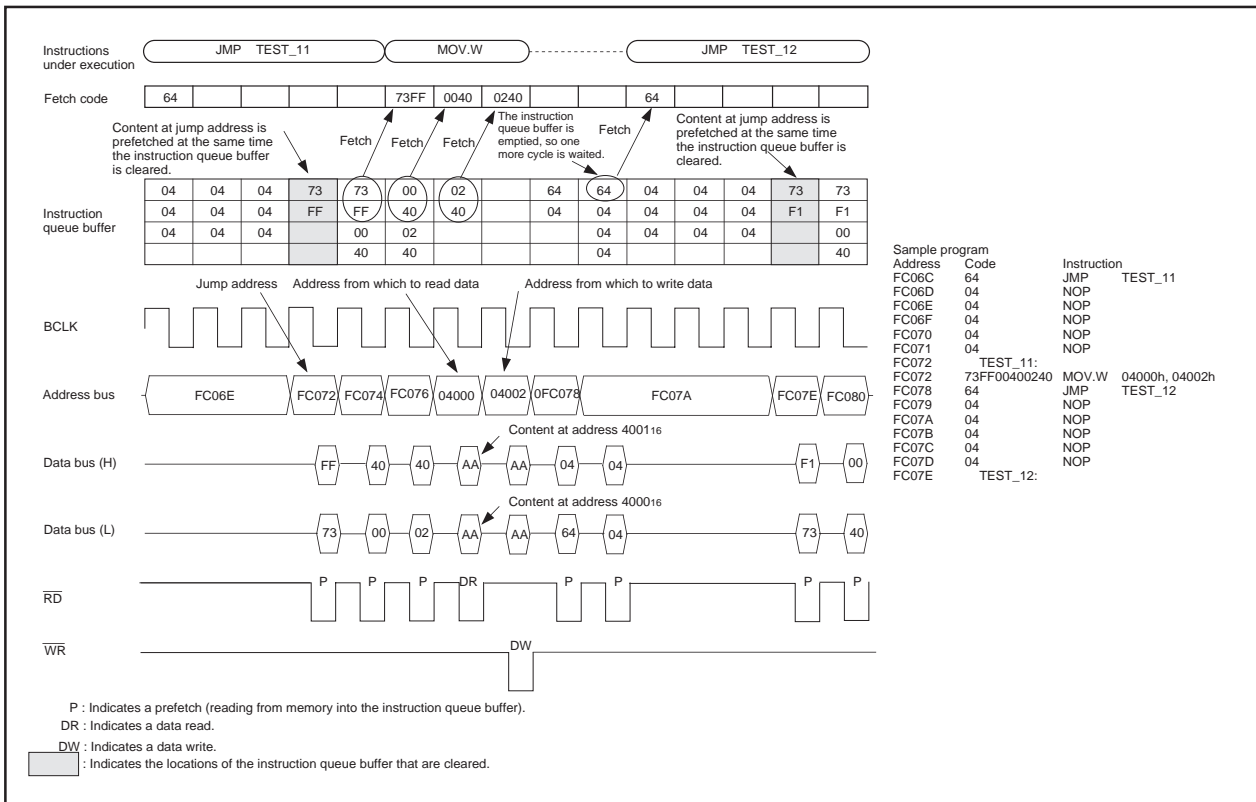 Instructions
under execution
JMP TEST_11
MOV.W
JMP TEST_12
Fetch code
64
73FF
0040
0240
64
Content at jump address is
prefetched at the same time
the instruction queue buffer
is cleared.
Fetch
Fetch
Fetch
The instruction
queue buffer is
emptied, so one
more cycle is waited.
Fetch
Content at jump address is
prefetched at the same time
the instruction queue buffer is
cleared.
Instruction
queue buffer
04 04 04 73 73 00 02 64 64 04 04 04 73 73
04 04 04 FF FF 40 40 04 04 04 04 04 F1 F1
04 04 04 00 02 04 04 04 04 00
40 40 04 40
Jump address
Address from which to read data
Address from which to write data
BCLK
Address bus
FC06E FC072 FC074 FC076 04000 04002 0FC078 FC07A FC07E FC080
Content at address 400116
Data bus (H)
FF 40 40 AA AA 04 04 F1 00
Content at address 400016
Data bus (L)
73 00 02 AA AA 64 04 73 40
P P P DR P P P P
RD
WR
DW
P : Indicates a prefetch (reading from memory into the instruction queue buffer).
DR : Indicates a data read.
DW : Indicates a data write.
: Indicates the locations of the instruction queue buffer that are cleared.
Sample program
Address Code Instruction
FC06C 64 JMP TEST_11
FC06D 04 NOP
FC06E 04 NOP
FC06F 04 NOP
FC070 04 NOP
FC071 04 NOP
FC072 TEST_11:
FC072 73FF00400240 MOV.W 04000h, 04002h
FC078 64 JMP TEST_12
FC079 04 NOP
FC07A 04 NOP
FC07B 04 NOP
FC07C 04 NOP
FC07D 04 NOP
FC07E TEST_12: